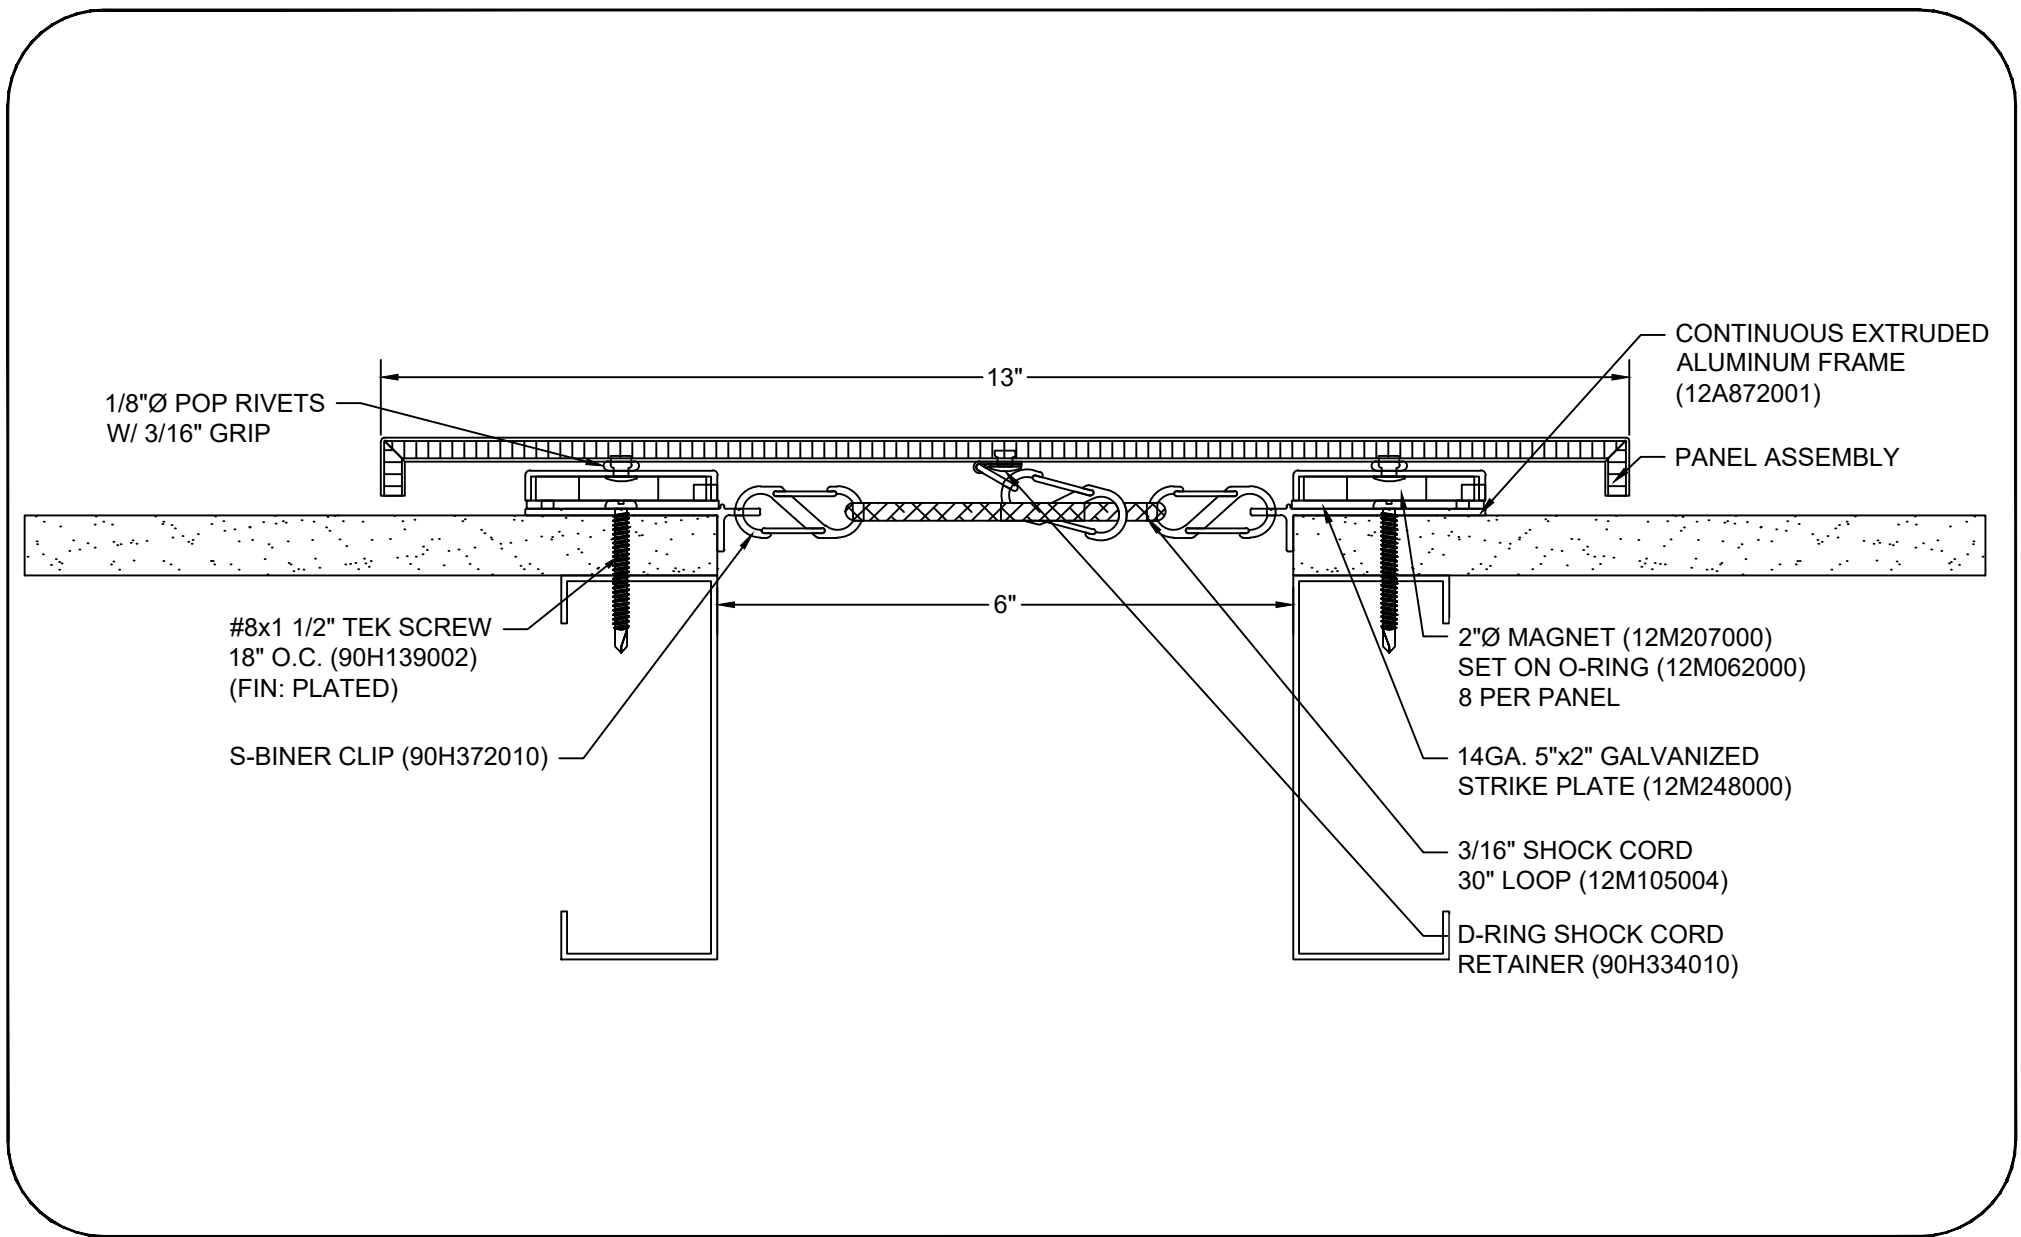 13"
1/8"Ø POP RIVETS
W/ 3/16" GRIP
CONTINUOUS EXTRUDED
ALUMINUM FRAME
(12A872001)
PANEL ASSEMBLY
6"
#8x1 1/2" TEK SCREW
18" O.C. (90H139002)
(FIN: PLATED)
S-BINER CLIP (90H372010)
2"Ø MAGNET (12M207000)
SET ON O-RING (12M062000)
8 PER PANEL
14GA. 5"x2" GALVANIZED
STRIKE PLATE (12M248000)
3/16" SHOCK CORD
30" LOOP (12M105004)
D-RING SHOCK CORD
RETAINER (90H334010)